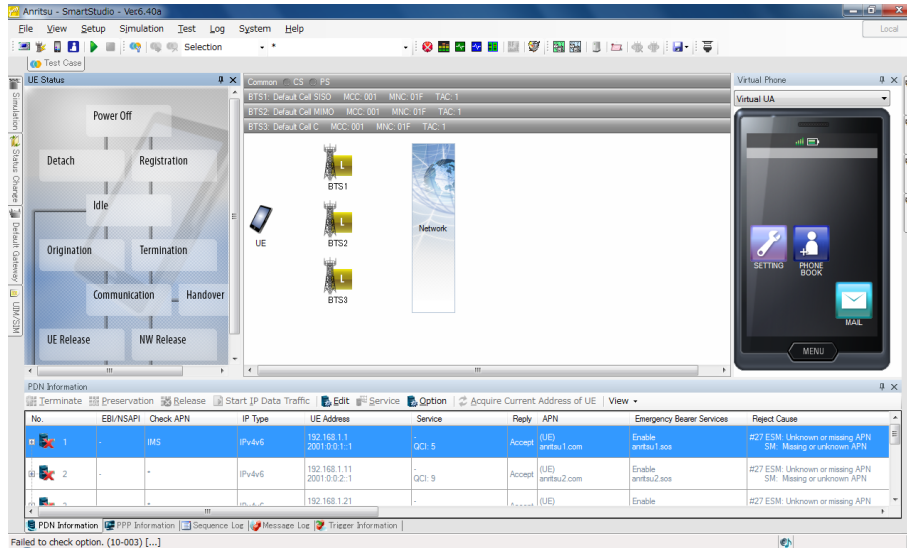 Anritsu - SmartStudio - Ver6.40a
File View Setup Simulation Test Log System Help
Local
Selection *
Test Case
UE Status
Simulation
Status Change
Default Gateway
UIM/SIM
Power Off
Detach Registration
Idle
Origination Termination
Communication Handover
UE Release NW Release
Common CS PS
BTS1: Default Cell SISO MCC: 001 MNC: 01F TAC: 1
BTS2: Default Cell MIMO MCC: 001 MNC: 01F TAC: 1
BTS3: Default Cell C MCC: 001 MNC: 01F TAC: 1
L
BTS1
L
UE BTS2 Network
L
BTS3
Virtual Phone
Virtual UA
SETTING PHONE BOOK
MAIL
MENU
PDN Information
Terminate Preservation Release Start IP Data Traffic Edit Service Option Acquire Current Address of UE View
No. EBI/NSAPI Check APN IP Type UE Address Service Reply APN Emergency Bearer Services Reject Cause
1 - IMS IPv4v6 192.168.1.1 - Accept (UE) Enable #27 ESM: Unknown or missing APN
2001:0:0:1::1 QCI: 5 anritsu1.com anritsu1.sos SM: Missing or unknown APN
2 - * IPv4v6 192.168.1.11 - Accept (UE) Enable #27 ESM: Unknown or missing APN
2001:0:0:2::1 QCI: 9 anritsu2.com anritsu2.sos SM: Missing or unknown APN
192.168.1.21 (UE) Enable #27 ESM: Unknown or missing APN
PDN Information PPP Information Sequence Log Message Log Trigger Information
Failed to check option. (10-003) [...]